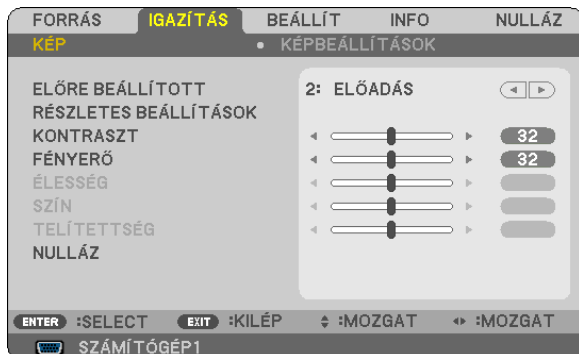 FORRÁS IGAZÍTÁS BEÁLLÍT INFO NULLÁZ
KÉP • KÉPBEÁLLÍTÁSOK
ELŐRE BEÁLLÍTOTT 2: ELŐADÁS
RÉSZLETES BEÁLLÍTÁSOK
KONTRASZT 32
FÉNYERŐ 32
ÉLESSÉG
SZÍN
TELÍTETTSÉG
NULLÁZ
ENTER :SELECT EXIT :KILÉP :MOZGAT :MOZGAT
SZÁMÍTÓGÉP1